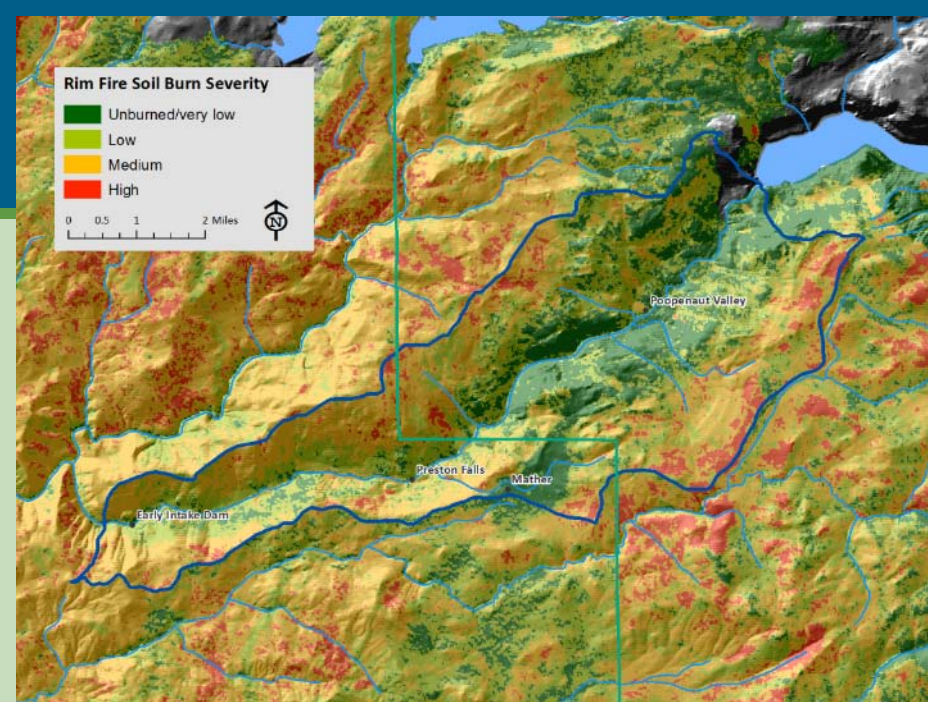 Rim Fire Soil Burn Severity
Unburned/very low
Low
Medium
High
0 0.5 1 2 Miles
N
Poopenaut Valley
Preston Falls
Mather
Early Intake Dam